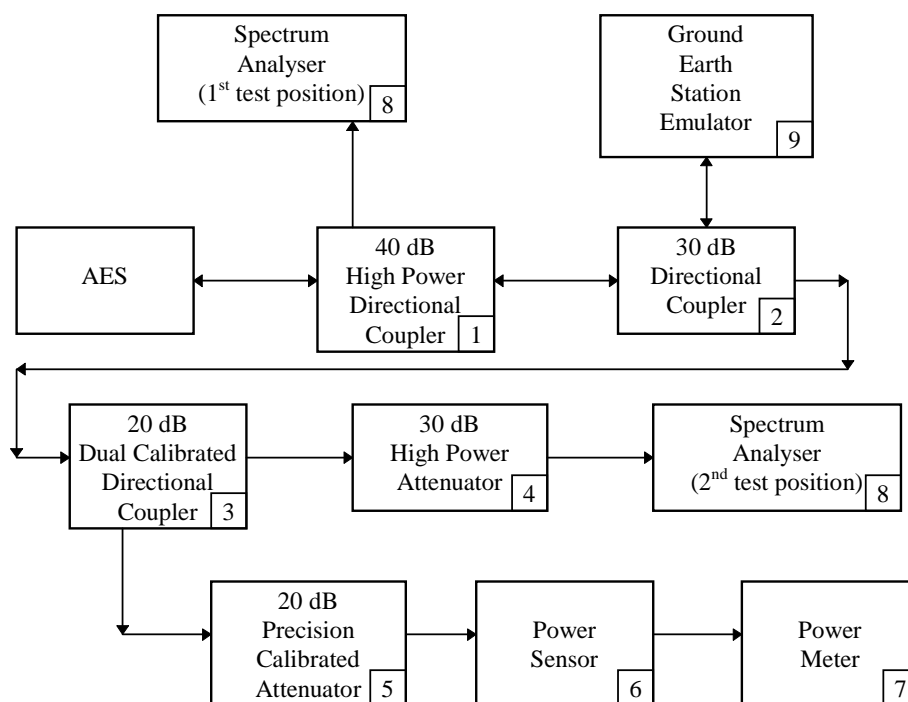 Spectrum
Analyser
(1st test position)
8
Ground
Earth
Station
Emulator
9
AES
40 dB
High Power
Directional
Coupler
1
30 dB
Directional
Coupler
2
20 dB
Dual Calibrated
Directional
Coupler
3
30 dB
High Power
Attenuator
4
Spectrum
Analyser
(2nd test position)
8
20 dB
Precision
Calibrated
Attenuator
5
Power
Sensor
6
Power
Meter
7